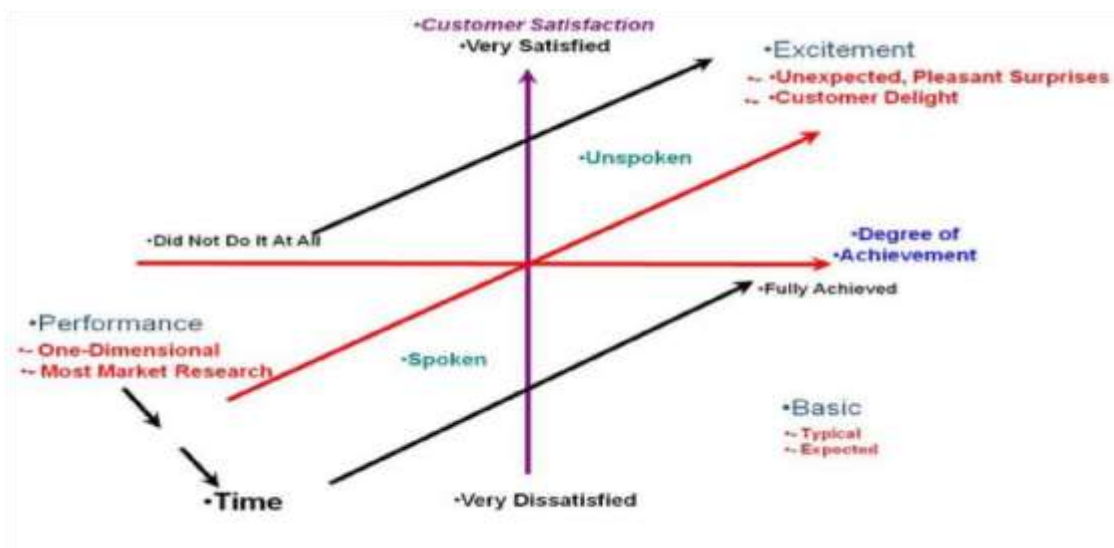 •Customer Satisfaction
•Very Satisfied
•Excitement
•~ •Unexpected, Pleasant Surprises
•~ •Customer Delight
•Unspoken
•Did Not Do It At All
•Degree of
•Achievement
•Fully Achieved
•Performance
•~ One-Dimensional
•~ Most Market Research
•Spoken
•Basic
•~ Typical
•~ Expected
•Time
•Very Dissatisfied